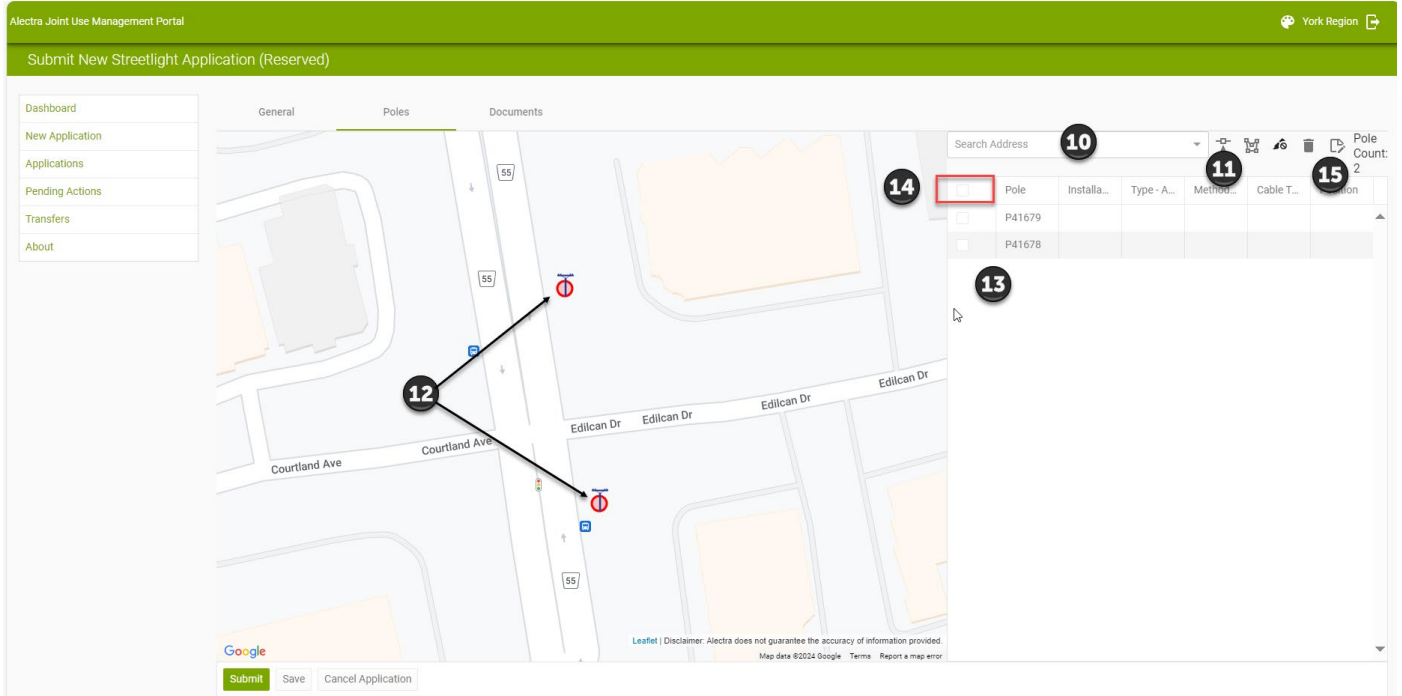 Alectra Joint Use Management Portal
York Region
Submit New Streetlight Application (Reserved)
Dashboard
New Application
Applications
Pending Actions
Transfers
About
General
Poles
Documents
Search Address
10
11
15
Pole
Count:
2
14
Pole Installa... Type - A... Method... Cable T...
P41679
P41678
13
12
55
55
55
Courtland Ave
Courtland Ave
Edilcan Dr
Edilcan Dr
Edilcan Dr
Edilcan Dr
Google
Leaflet | Disclaimer: Alectra does not guarantee the accuracy of information provided.
Map data ©2024 Google Terms Report a map error
Submit Save Cancel Application